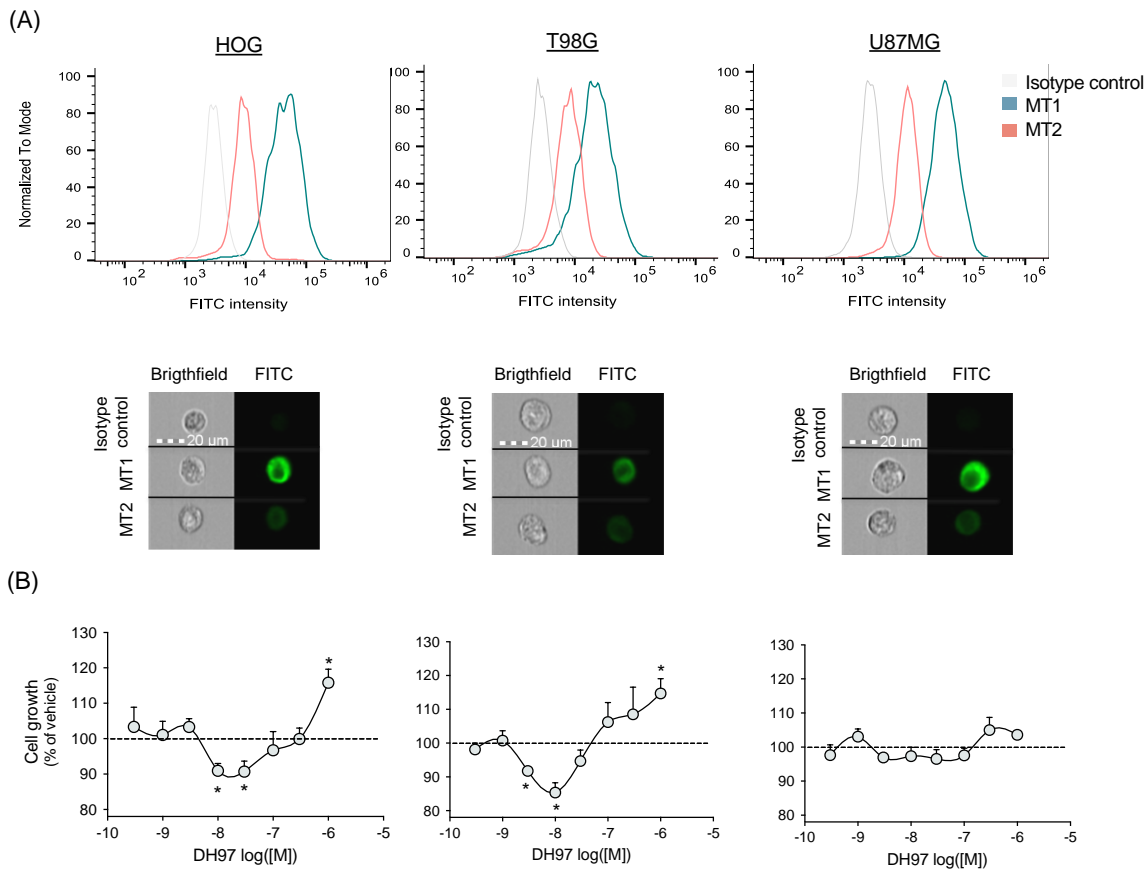 (A)
HOG
T98G
U87MG
Isotype control
MT1
MT2
Normalized To Mode
100
80
60
40
20
0
10² 10³ 10⁴ 10⁵ 10⁶
FITC intensity
100
80
60
40
20
0
10² 10³ 10⁴ 10⁵ 10⁶
FITC intensity
100
80
60
40
20
0
10² 10³ 10⁴ 10⁵ 10⁶
FITC intensity
Brigthfield FITC
Isotype
control
MT1
MT2
20 µm
Brigthfield FITC
Isotype
control
MT1
MT2
20 µm
Brigthfield FITC
Isotype
control
MT1
MT2
20 µm
(B)
Cell growth
(% of vehicle)
130
120
110
100
90
80
* * *
-10 -9 -8 -7 -6 -5
DH97 log([M])
130
120
110
100
90
80
* * *
-10 -9 -8 -7 -6 -5
DH97 log([M])
130
120
110
100
90
80
-10 -9 -8 -7 -6 -5
DH97 log([M])